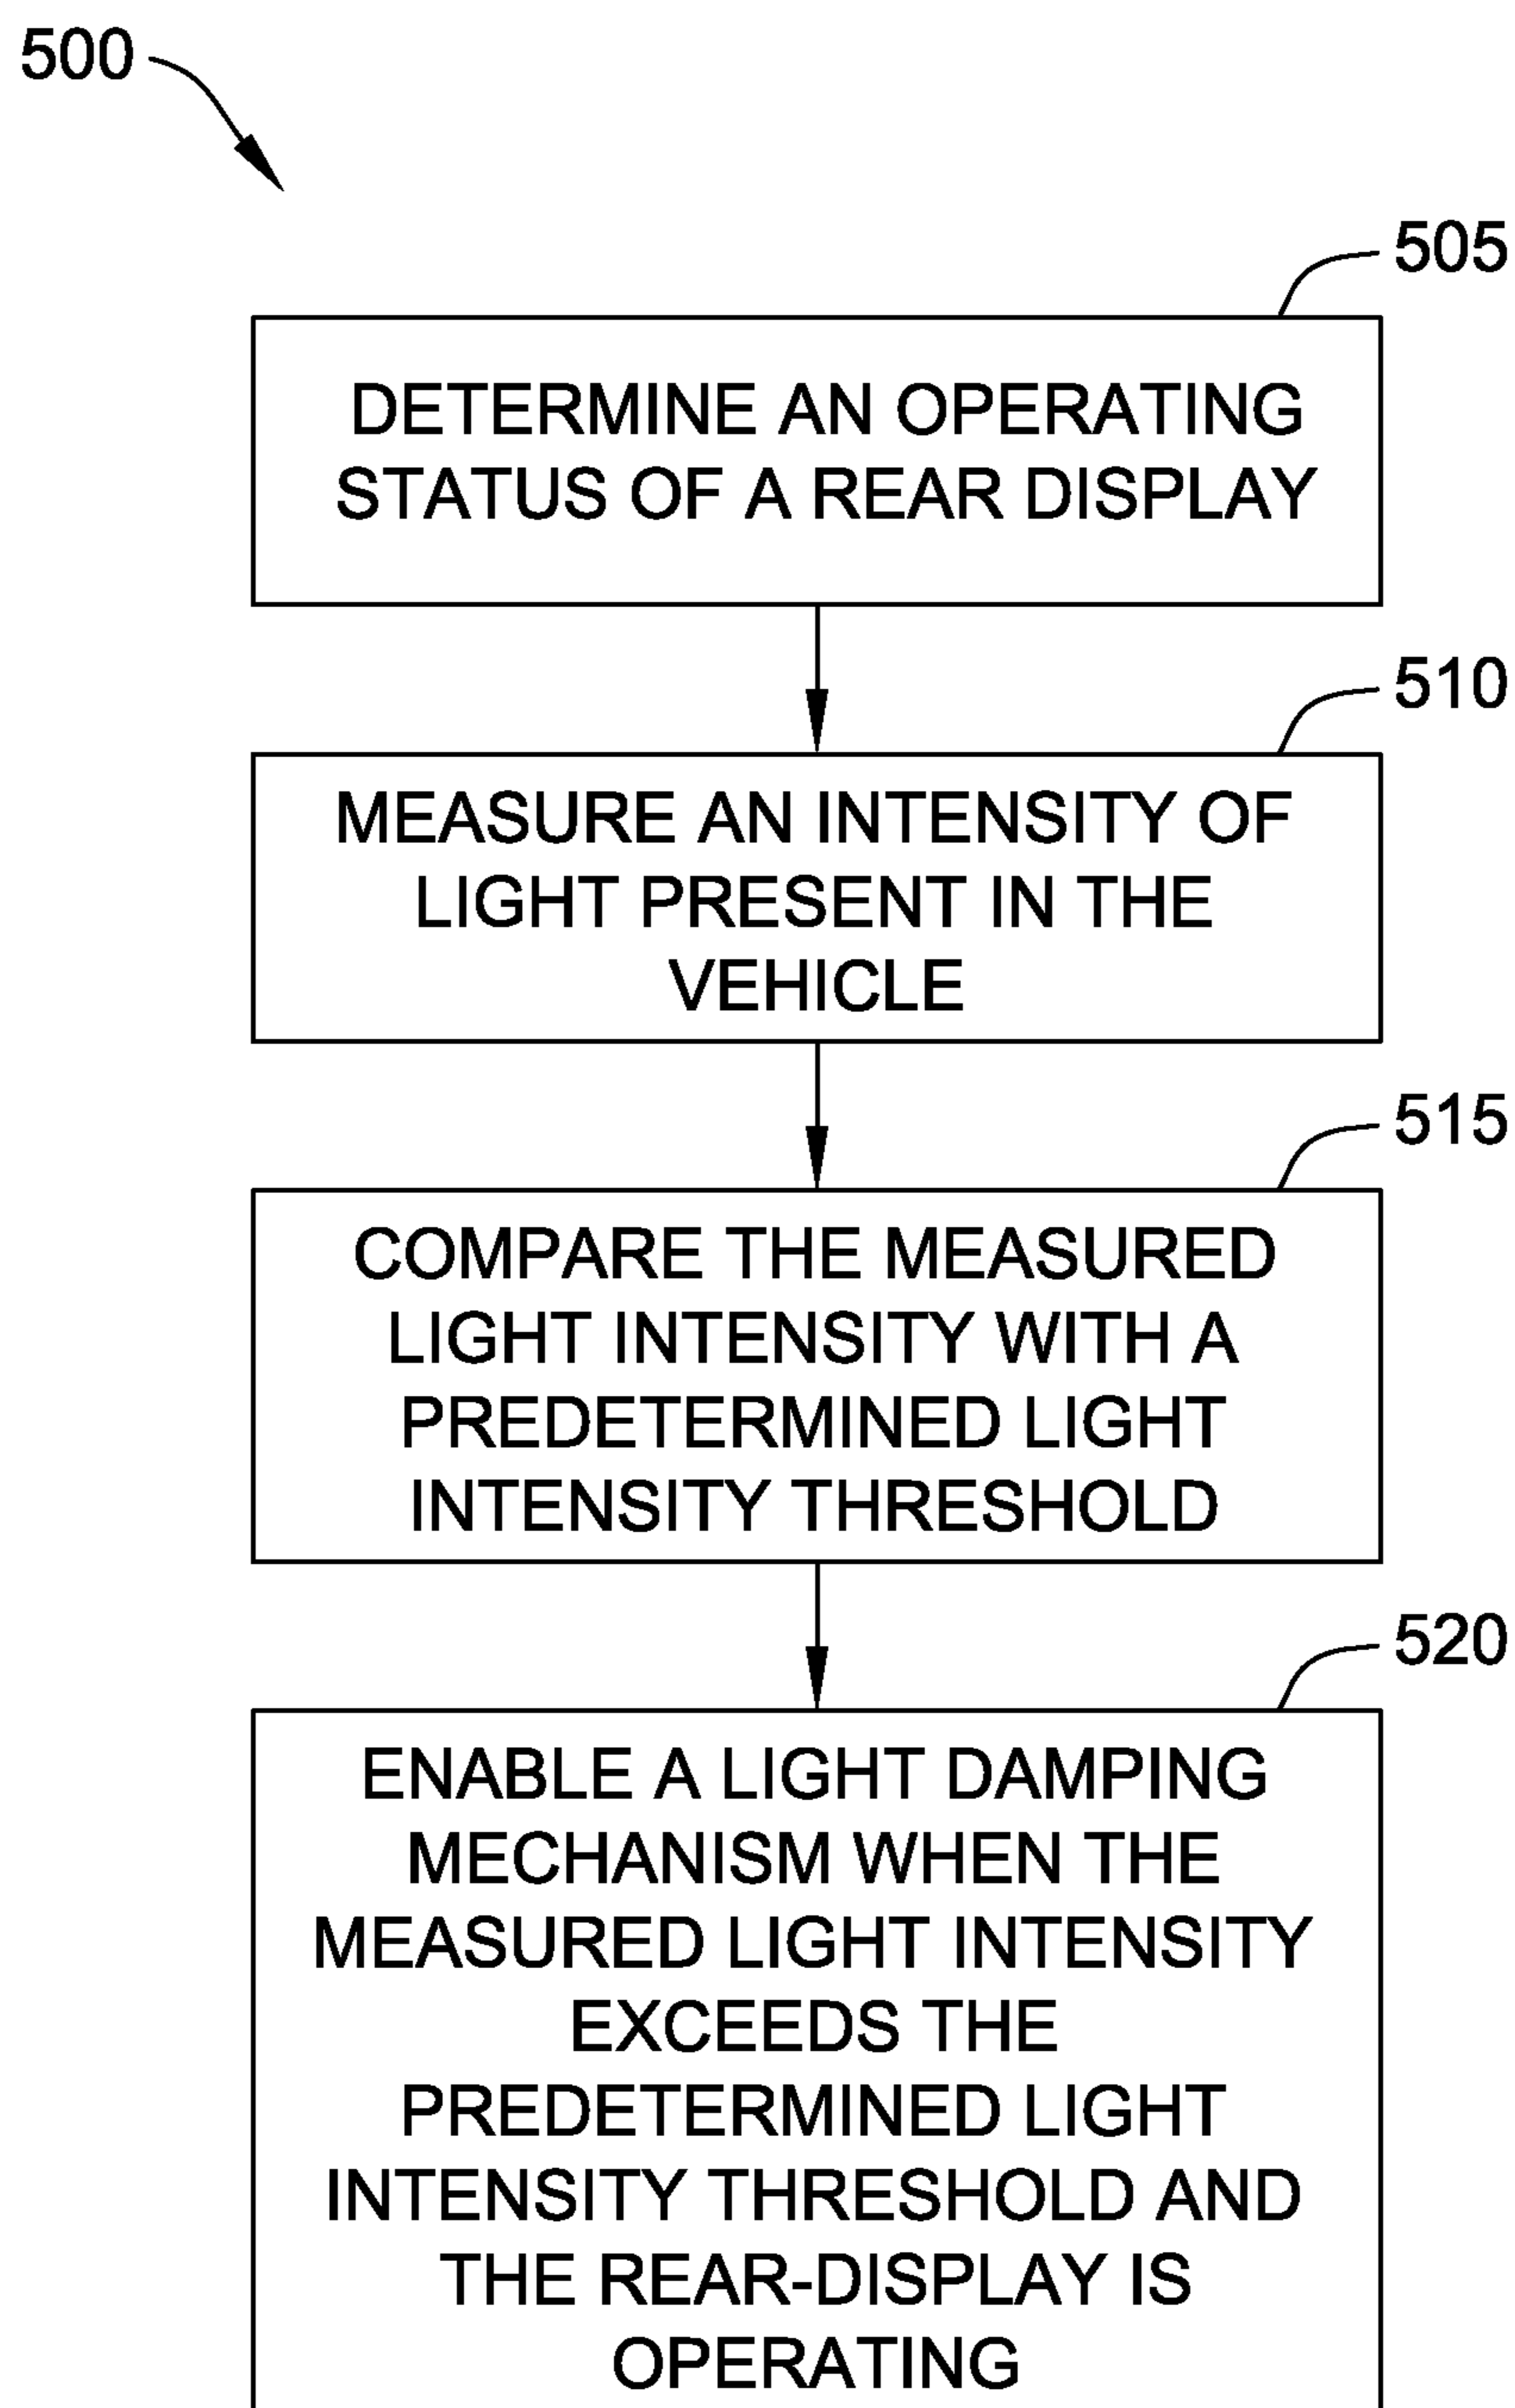 500
505
DETERMINE AN OPERATING
STATUS OF A REAR DISPLAY
510
MEASURE AN INTENSITY OF
LIGHT PRESENT IN THE
VEHICLE
515
COMPARE THE MEASURED
LIGHT INTENSITY WITH A
PREDETERMINED LIGHT
INTENSITY THRESHOLD
520
ENABLE A LIGHT DAMPING
MECHANISM WHEN THE
MEASURED LIGHT INTENSITY
EXCEEDS THE
PREDETERMINED LIGHT
INTENSITY THRESHOLD AND
THE REAR-DISPLAY IS
OPERATING